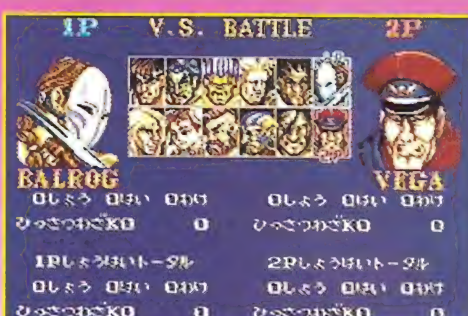 1P V.S. BATTLE 2P
1P
2P
BALROG VEGA
0しょう 0はい 0わけ 0しょう 0はい 0わけ
ひっさつわざKO 0 ひっさつわざKO 0
1Pしょうはいトータル 2Pしょうはいトータル
0しょう 0はい 0わけ 0しょう 0はい 0わけ
ひっさつわざKO 0 ひっさつわざKO 0